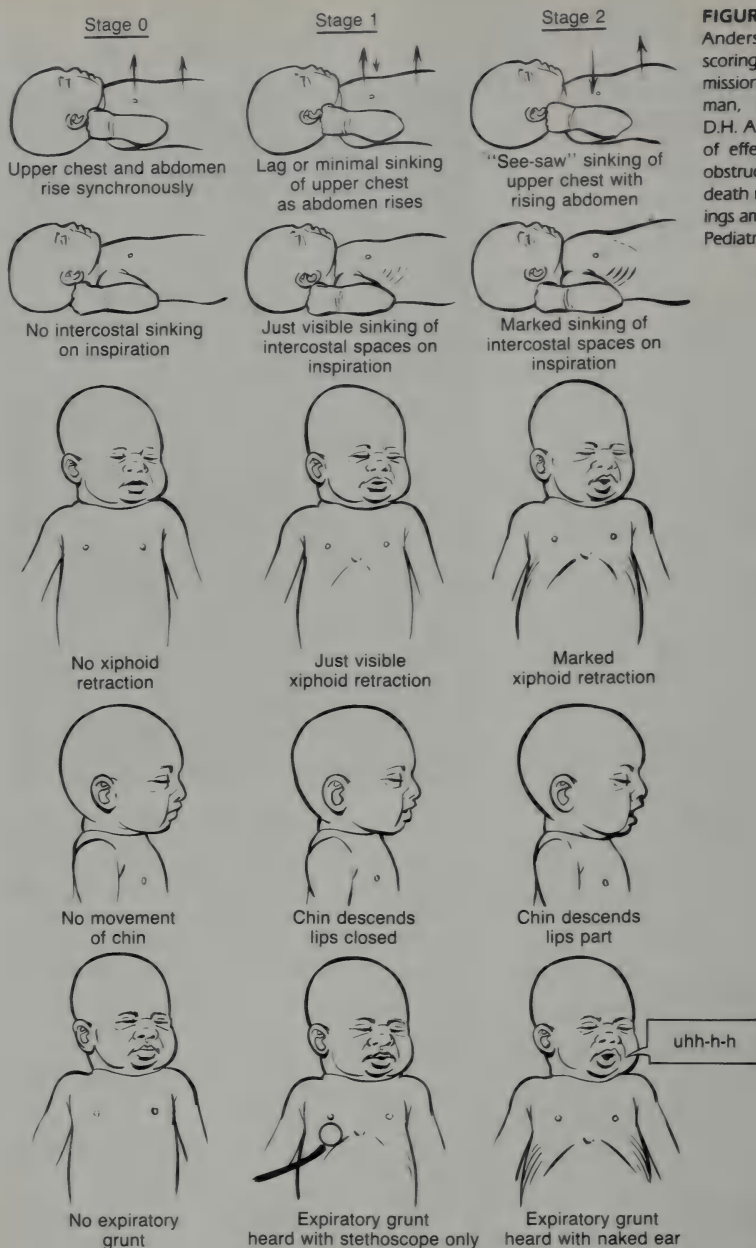 Stage 0
Stage 1
Stage 2
Upper chest and abdomen
rise synchronously
Lag or minimal sinking
of upper chest
as abdomen rises
"See-saw" sinking of
upper chest with
rising abdomen
No intercostal sinking
on inspiration
Just visible sinking of
intercostal spaces on
inspiration
Marked sinking of
intercostal spaces on
inspiration
No xiphoid
retraction
Just visible
xiphoid retraction
Marked
xiphoid retraction
No movement
of chin
Chin descends
lips closed
Chin descends
lips part
uhh-h-h
No expiratory
grunt
Expiratory grunt
heard with stethoscope only
Expiratory grunt
heard with naked ear
FIGUR
Anders
scoring
mission
man,
D.H. A
of effe
obstruc
death r
ings am
Pediatr